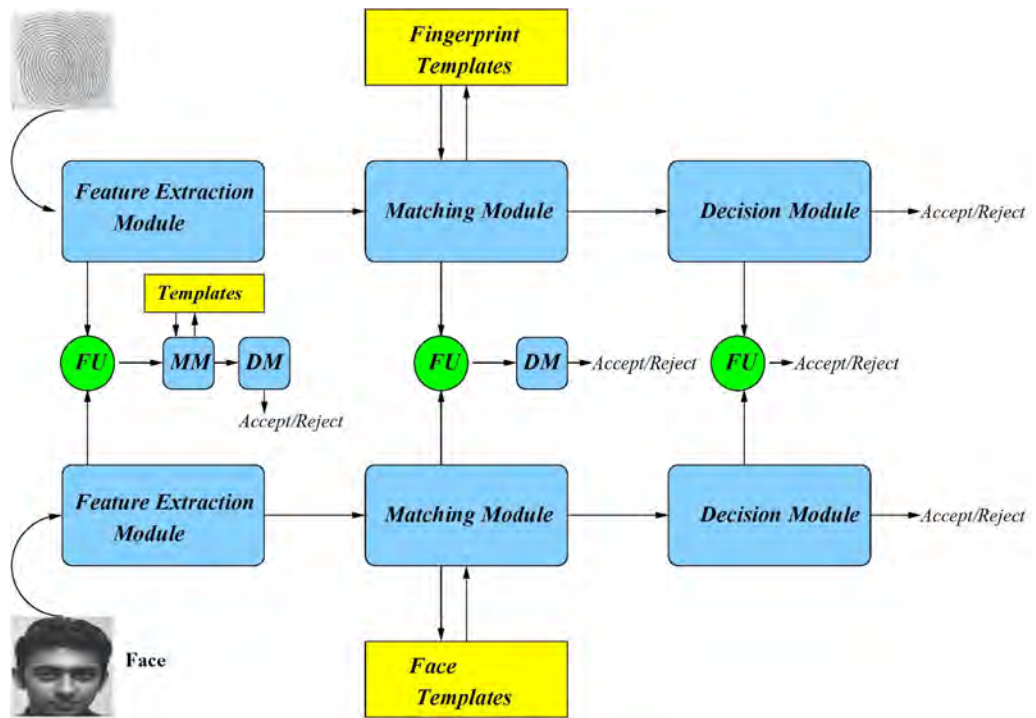 Fingerprint
Templates
Feature Extraction
Module
Matching Module
Decision Module
Accept/Reject
Templates
FU
MM
DM
Accept/Reject
FU
DM
Accept/Reject
FU
Accept/Reject
Feature Extraction
Module
Matching Module
Decision Module
Accept/Reject
Face
Face
Templates